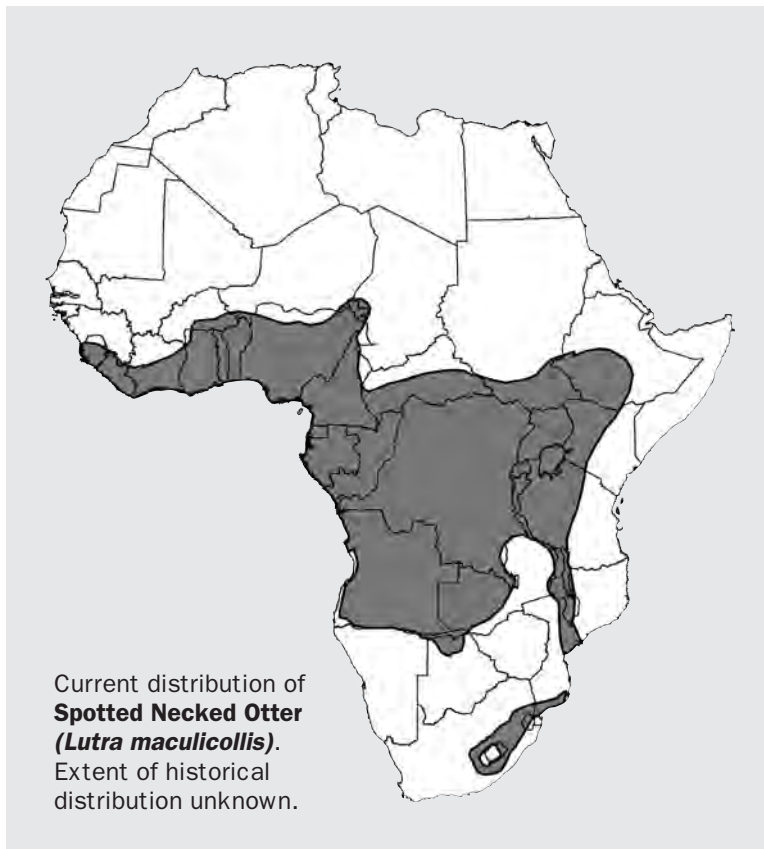 Current distribution of
Spotted Necked Otter
(Lutra maculicollis).
Extent of historical
distribution unknown.